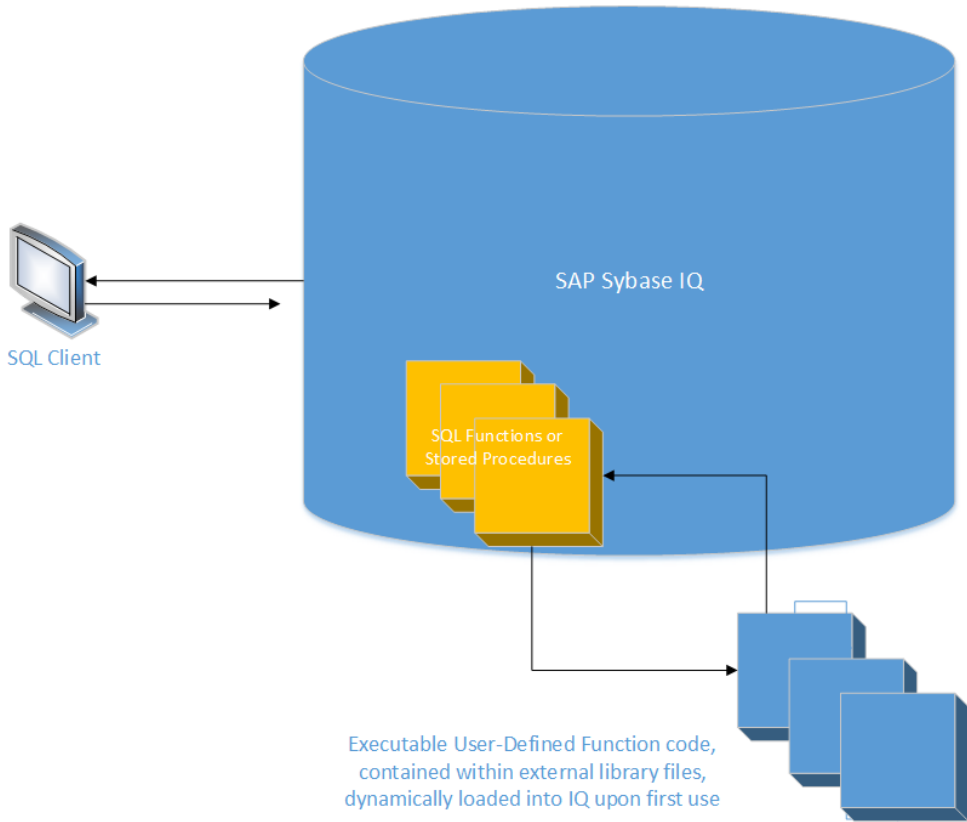 SAP Sybase IQ
SQL Client
SQL Functions or
Stored Procedures
Executable User-Defined Function code,
contained within external library files,
dynamically loaded into IQ upon first use